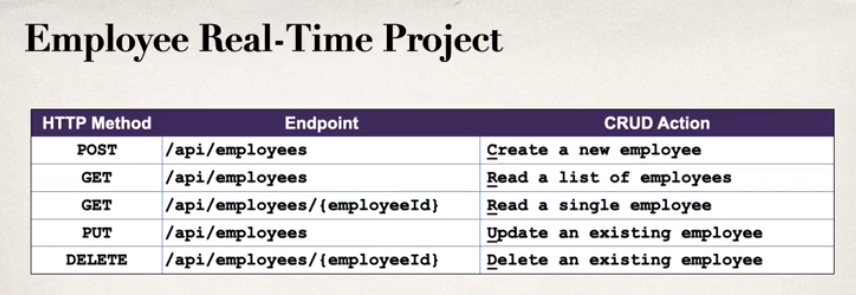 Employee Real-Time Project
HTTP Method Endpoint CRUD Action
POST /api/employees Create a new employee
GET /api/employees Read a list of employees
GET /api/employees/{employeeId} Read a single employee
PUT /api/employees Update an existing employee
DELETE /api/employees/{employeeId} Delete an existing employee